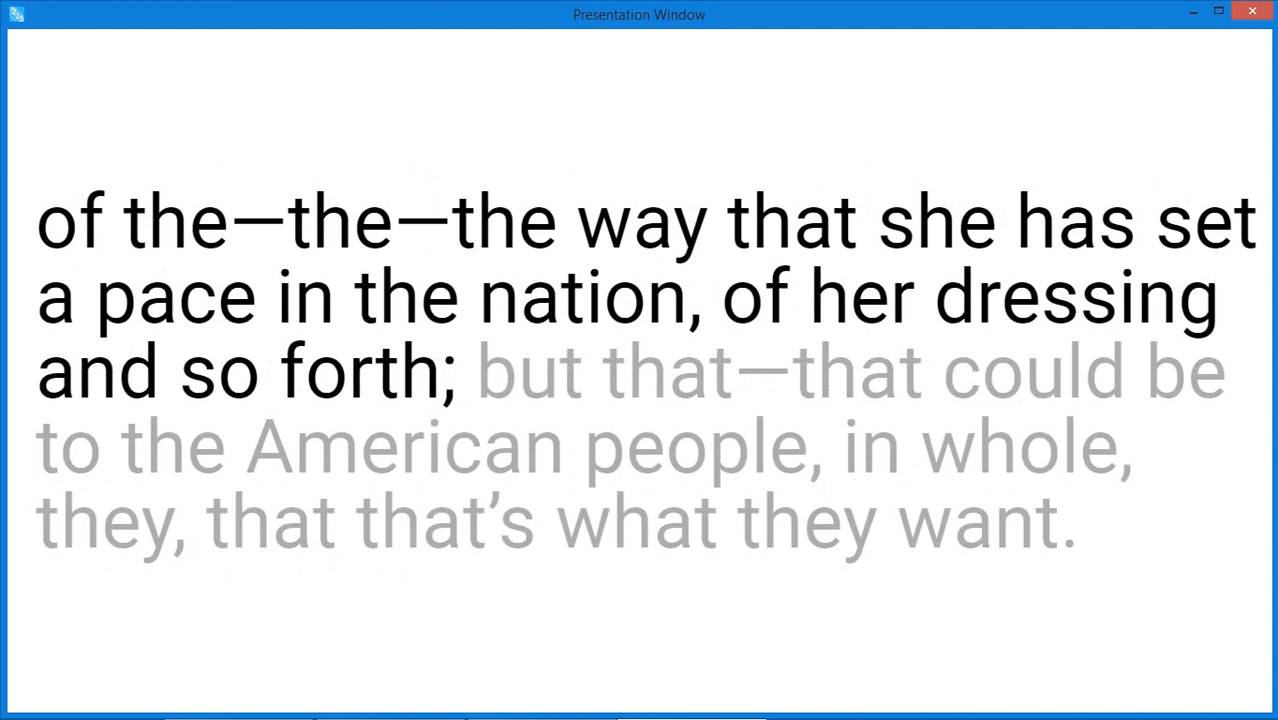 Presentation Window
of the—the—the way that she has set
a pace in the nation, of her dressing
and so forth; but that—that could be
to the American people, in whole,
they, that that’s what they want.